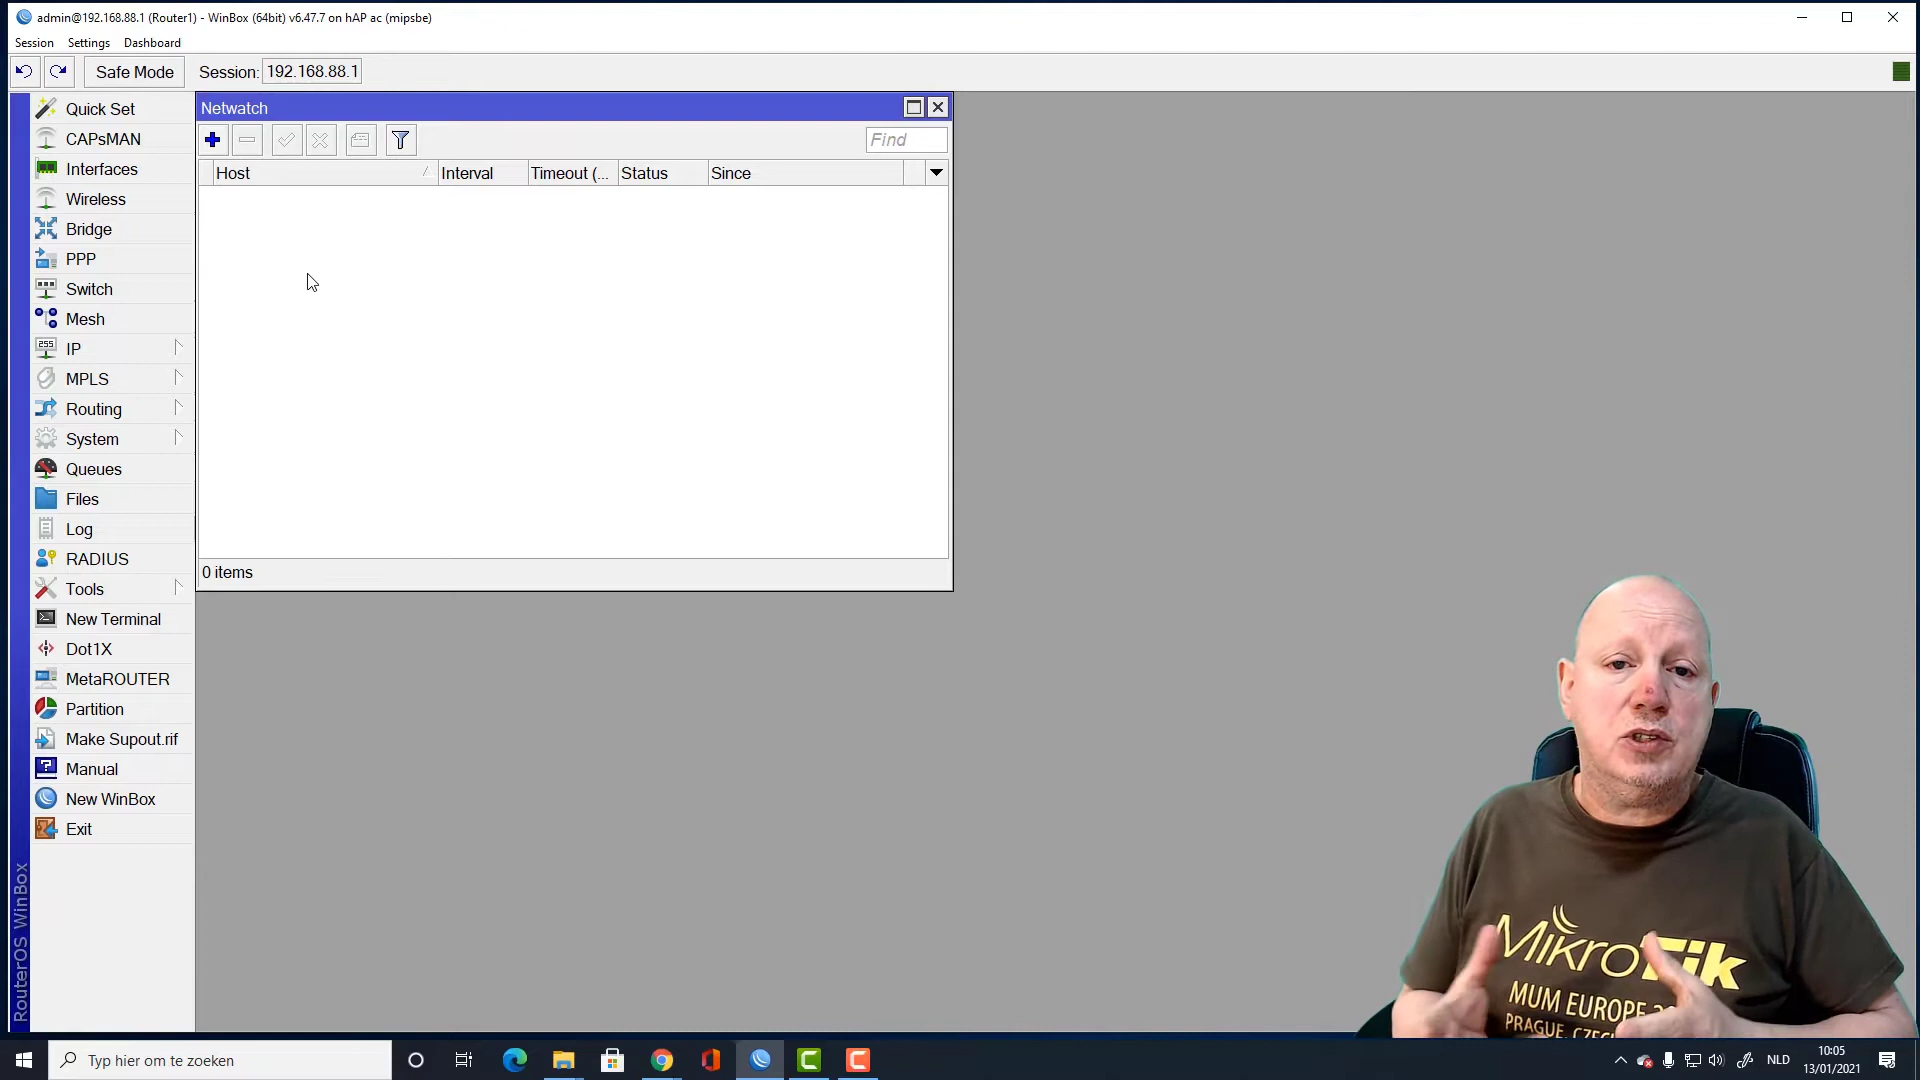 admin@192.168.88.1 (Router1) - WinBox (64bit) v6.47.7 on hAP ac (mipsbe)
Session Settings Dashboard
Safe Mode Session: 192.168.88.1
Netwatch
Find
Host Interval Timeout (... Status Since
0 items
Quick Set
CAPsMAN
Interfaces
Wireless
Bridge
PPP
Switch
Mesh
IP
MPLS
Routing
System
Queues
Files
Log
RADIUS
Tools
New Terminal
Dot1X
MetaROUTER
Partition
Make Supout.rif
Manual
New WinBox
Exit
RouterOS WinBox
MikroTik
MUM EUROPE
PRAGUE,
Typ hier om te zoeken
NLD
10:05
13/01/2021